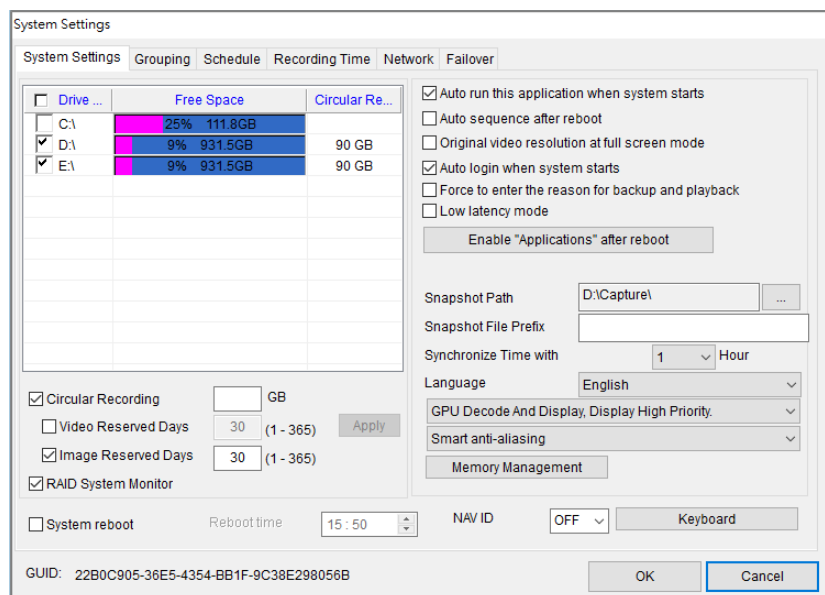 System Settings
System Settings Grouping Schedule Recording Time Network Failover
Drive ... Free Space Circular Re...
C:\ 25% 111.8GB
D:\ 9% 931.5GB 90 GB
E:\ 9% 931.5GB 90 GB
Circular Recording GB
Video Reserved Days 30 (1 - 365) Apply
Image Reserved Days 30 (1 - 365)
RAID System Monitor
Auto run this application when system starts
Auto sequence after reboot
Original video resolution at full screen mode
Auto login when system starts
Force to enter the reason for backup and playback
Low latency mode
Enable "Applications" after reboot
Snapshot Path D:\Capture\ ...
Snapshot File Prefix
Synchronize Time with 1 Hour
Language English
GPU Decode And Display, Display High Priority.
Smart anti-aliasing
Memory Management
System reboot Reboot time 15 : 50 NAV ID OFF Keyboard
GUID: 22B0C905-36E5-4354-BB1F-9C38E298056B OK Cancel